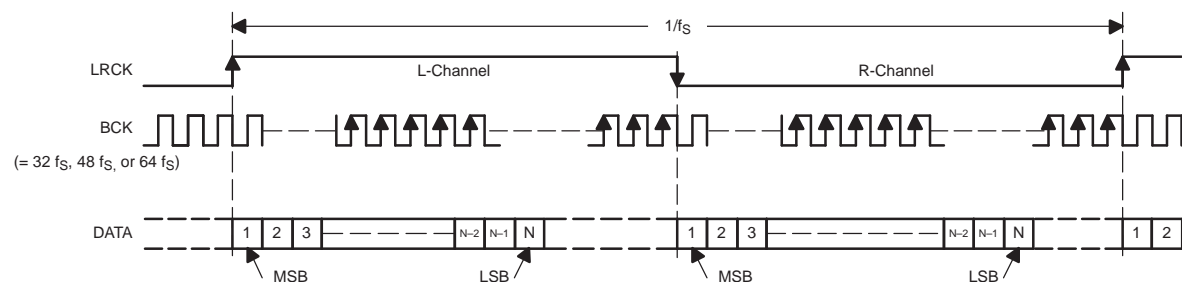 1/fS
LRCK
L-Channel
R-Channel
BCK
(= 32 fS, 48 fS, or 64 fS)
DATA
1 2 3 N–2 N–1 N 1 2 3 N–2 N–1 N 1 2
MSB LSB MSB LSB